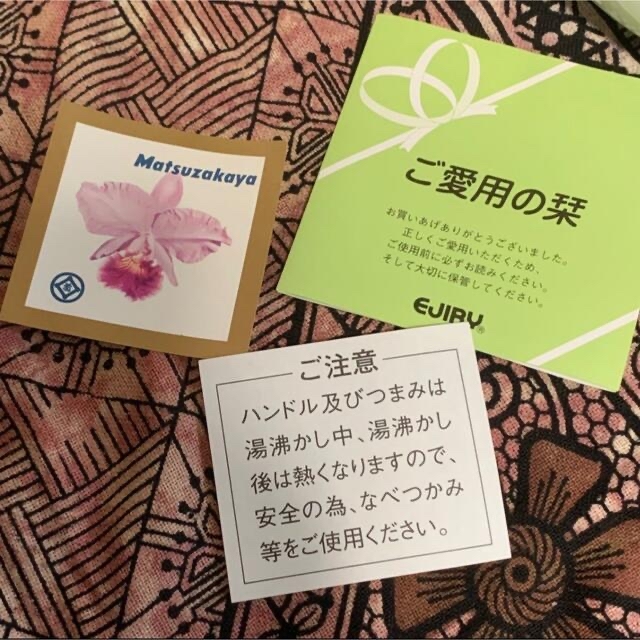 Matsuzakaya
ご愛用の栞
お買いあげありがとうございました。
正しくご愛用いただくため、
ご使用前に必ずお読みください。
そして大切に保管してください。
EJIRY®
ご注意
ハンドル及びつまみは
湯沸かし中、湯沸かし
後は熱くなりますので、
安全の為、なべつかみ
等をご使用ください。